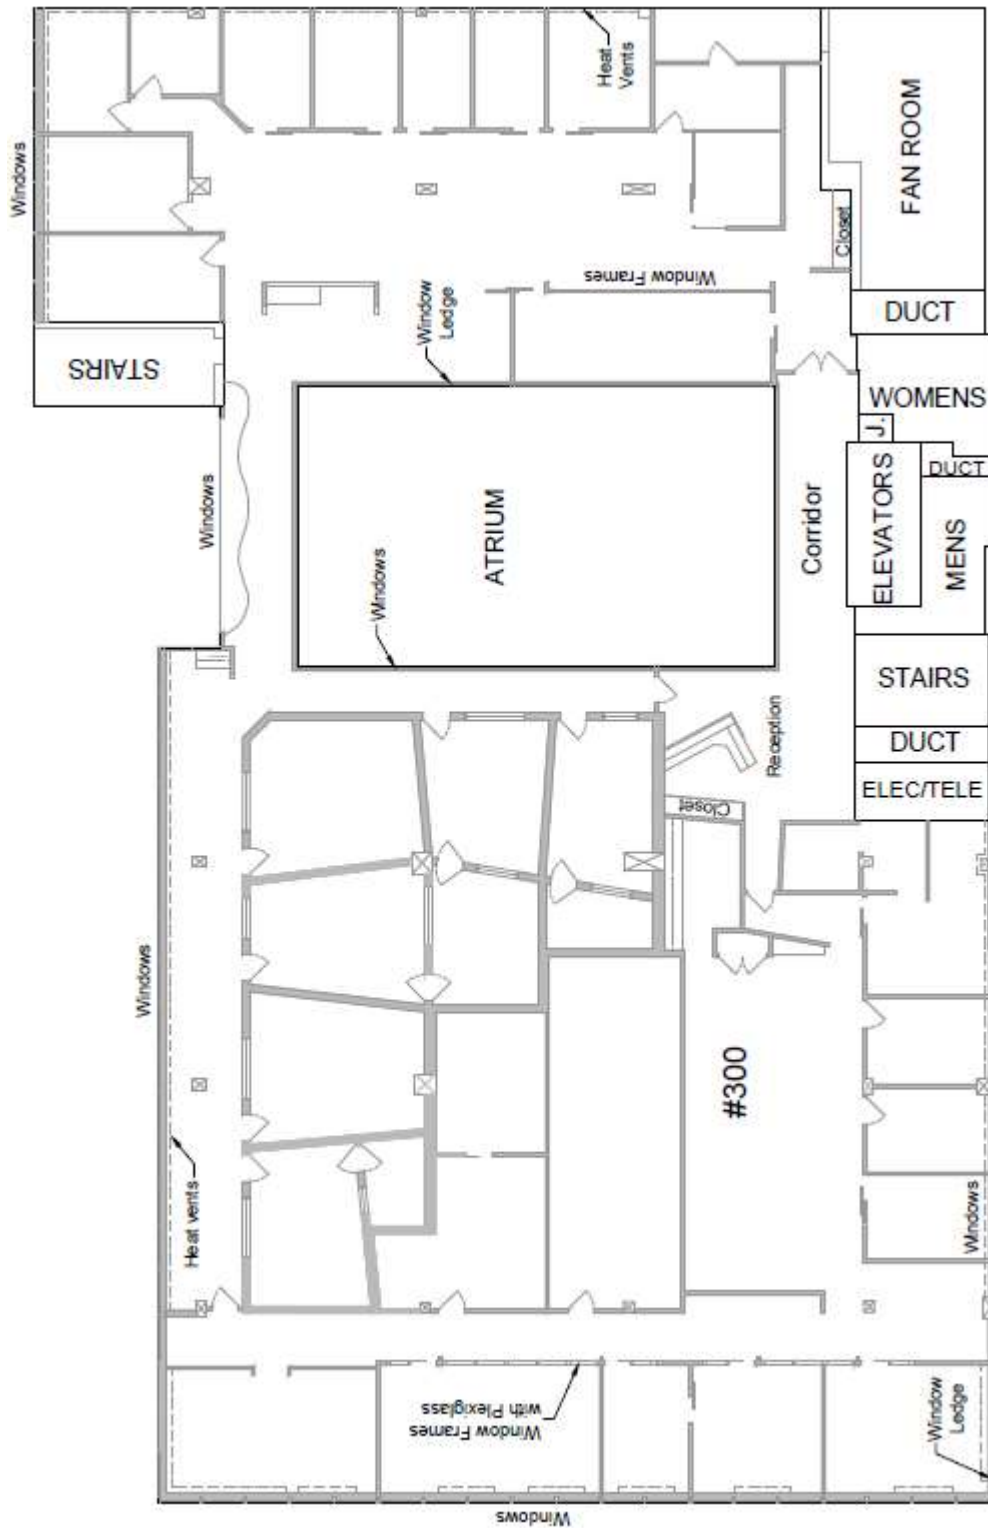 Windows
Heat
Vents
FAN ROOM
Closet
Window Frames
DUCT
STAIRS
Window
Ledge
WOMENS
J.
DUCT
Windows
ATRIUM
Windows
Corridor
ELEVATORS
MENS
STAIRS
DUCT
ELEC/TELE
Reception
Closet
Windows
#300
Heat vents
Windows
Window Frames
with Plexiglass
Window
Ledge
Windows